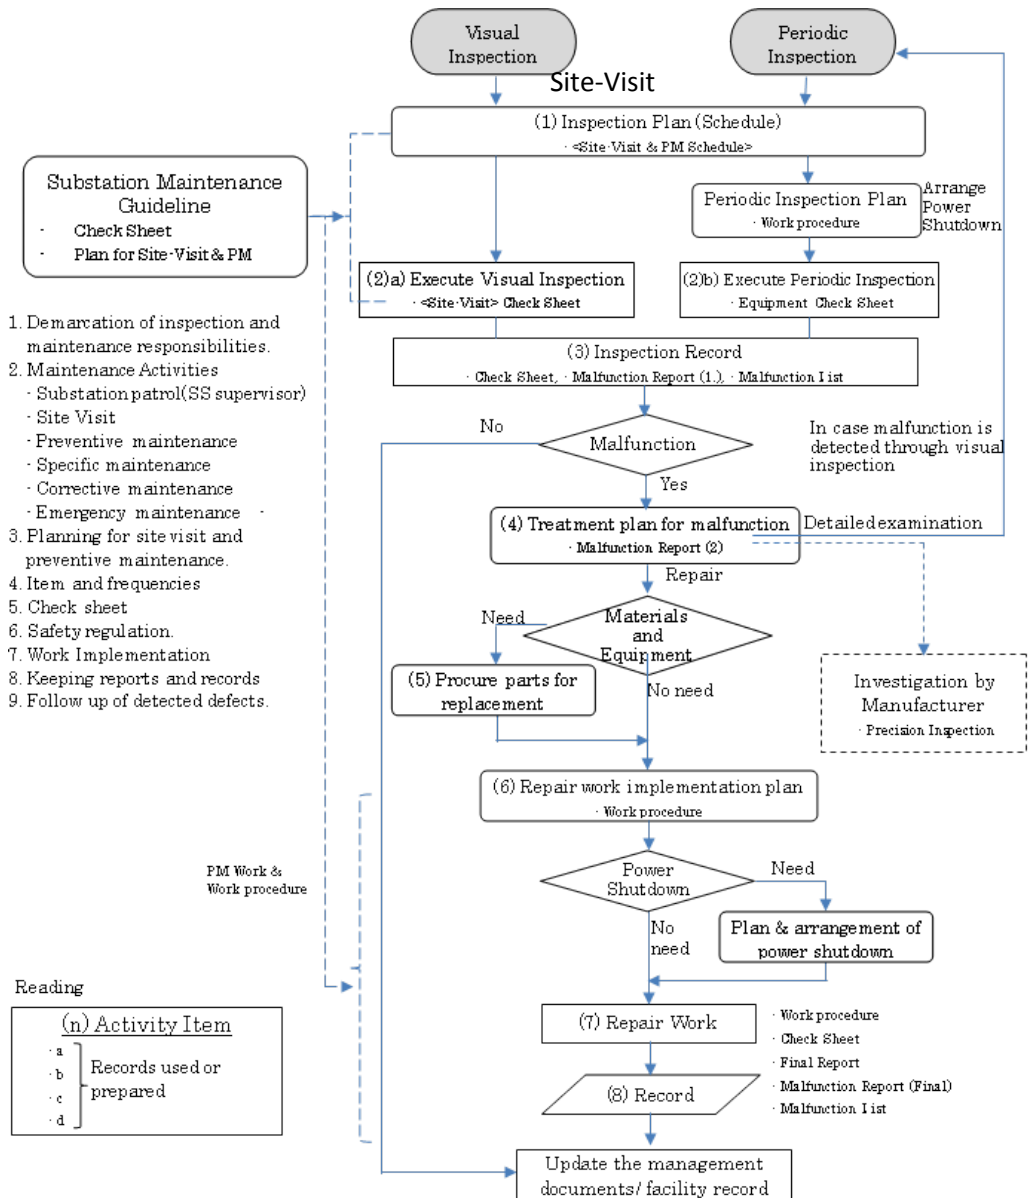 Visual
Inspection
Periodic
Inspection
Site-Visit
(1) Inspection Plan (Schedule)
· <Site-Visit & PM Schedule>
Substation Maintenance
Guideline
· Check Sheet
· Plan for Site-Visit & PM
Periodic Inspection Plan
· Work procedure
Arrange
Power
Shutdown
(2)a) Execute Visual Inspection
· <Site-Visit> Check Sheet
(2)b) Execute Periodic Inspection
· Equipment Check Sheet
1. Demarcation of inspection and
maintenance responsibilities.
2. Maintenance Activities
· Substation patrol(SS supervisor)
· Site Visit
· Preventive maintenance
· Specific maintenance
· Corrective maintenance
· Emergency maintenance ·
3. Planning for site visit and
preventive maintenance.
4. Item and frequencies
5. Check sheet
6. Safety regulation.
7. Work Implementation
8. Keeping reports and records
9. Follow up of detected defects.
(3) Inspection Record
· Check Sheet, · Malfunction Report (1.), · Malfunction List
No
Malfunction
In case malfunction is
detected through visual
inspection
Yes
(4) Treatment plan for malfunction
· Malfunction Report (2)
Detailed examination
Repair
Need
Materials
and
Equipment
(5) Procure parts for
replacement
No need
Investigation by
Manufacturer
· Precision Inspection
(6) Repair work implementation plan
· Work procedure
PM Work &
Work procedure
Power
Shutdown
Need
No
need
Plan & arrangement of
power shutdown
Reading
(n) Activity Item
· a
· b
· c
· d
Records used or
prepared
(7) Repair Work
· Work procedure
· Check Sheet
· Final Report
· Malfunction Report (Final)
· Malfunction List
(8) Record
Update the management
documents/ facility record